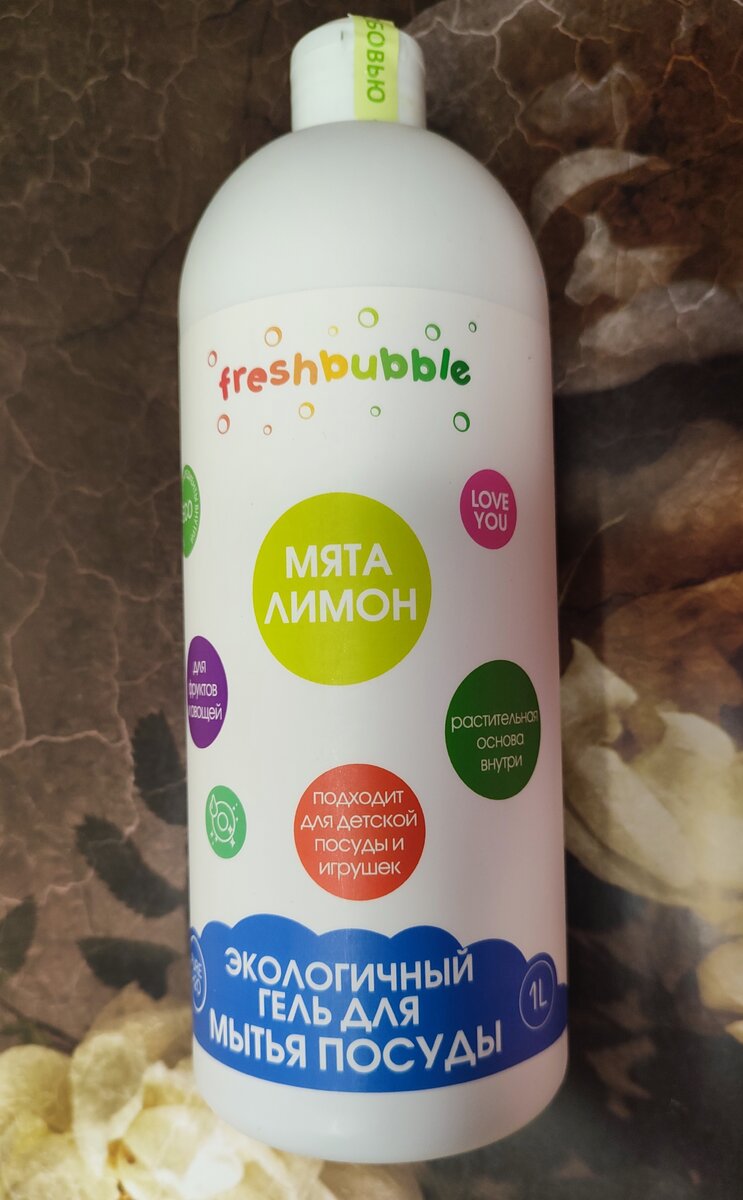 БОВЬЮ
freshbubble
LOVE
YOU
МЯТА
ЛИМОН
для
фруктов
овощей
растительная
основа
внутри
подходит
для детской
посуды и
игрушек
ЭКОЛОГИЧНЫЙ
ГЕЛЬ ДЛЯ
МЫТЬЯ ПОСУДЫ
1L